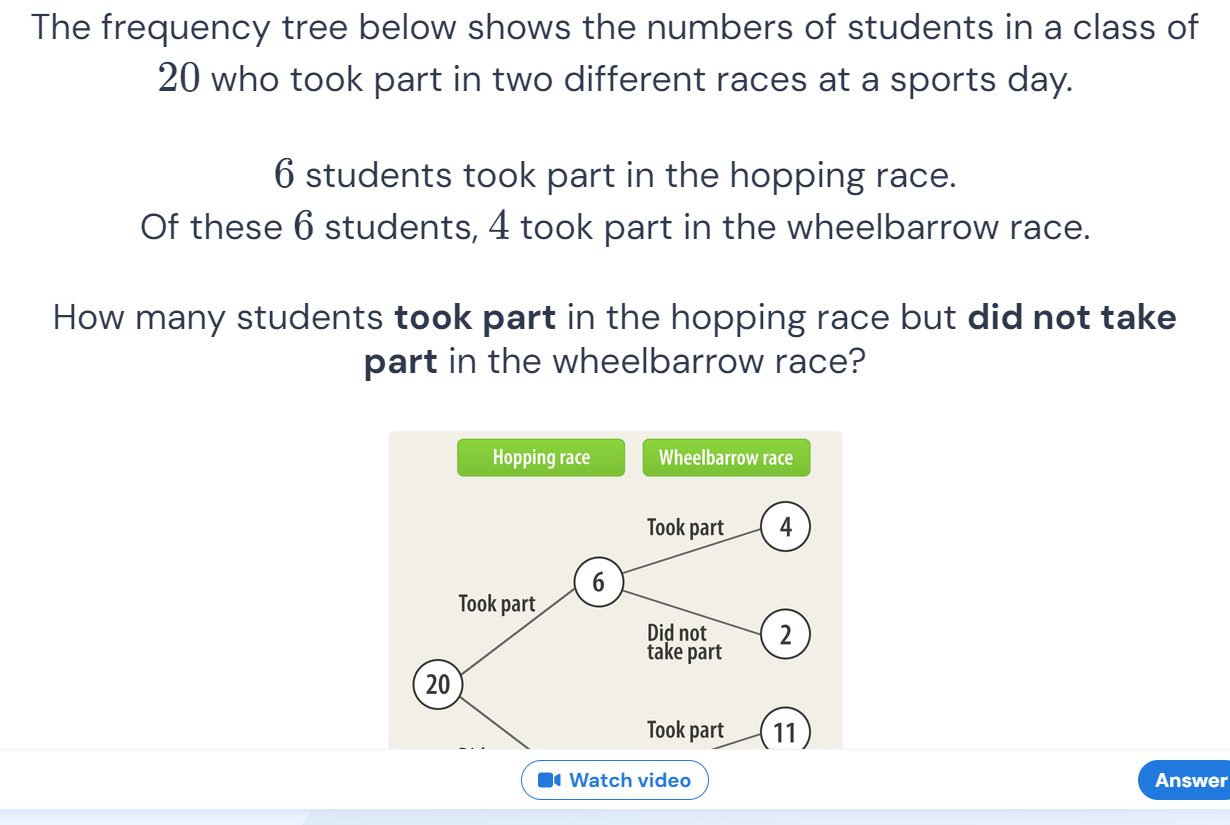 The frequency tree below shows the numbers of students in a class of
20 who took part in two different races at a sports day.
6 students took part in the hopping race.
Of these 6 students, 4 took part in the wheelbarrow race.
How many students took part in the hopping race but did not take
part in the wheelbarrow race?
Hopping race
Wheelbarrow race
Took part
4
6
Took part
Did not
take part
2
20
Took part
11
Watch video
Answer